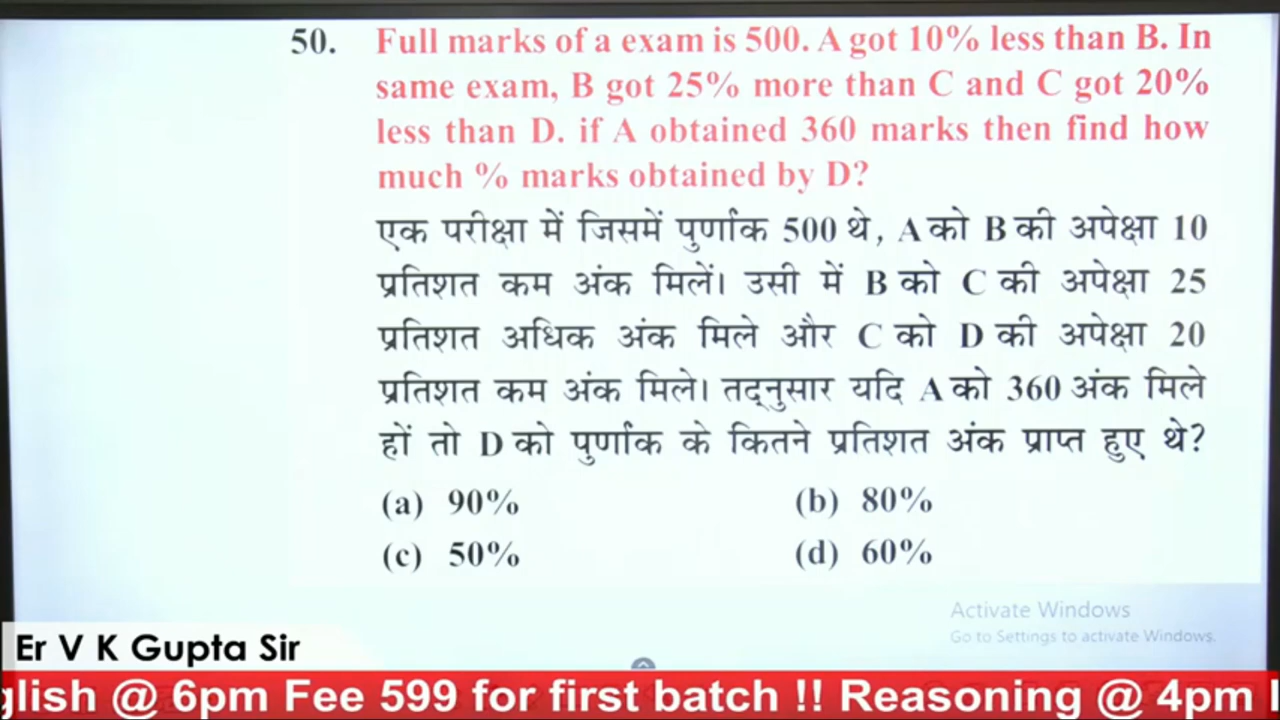 50. Full marks of a exam is 500. A got 10% less than B. In
same exam, B got 25% more than C and C got 20%
less than D. if A obtained 360 marks then find how
much % marks obtained by D?
एक परीक्षा में जिसमें पुर्णांक 500 थे, A को B की अपेक्षा 10
प्रतिशत कम अंक मिलें। उसी में B को C की अपेक्षा 25
प्रतिशत अधिक अंक मिले और C को D की अपेक्षा 20
प्रतिशत कम अंक मिले। तद्नुसार यदि A को 360 अंक मिले
हों तो D को पुर्णांक के कितने प्रतिशत अंक प्राप्त हुए थे?
(a) 90% (b) 80%
(c) 50% (d) 60%
Activate Windows
Go to Settings to activate Windows.
Er V K Gupta Sir
glish @ 6pm Fee 599 for first batch !! Reasoning @ 4pm